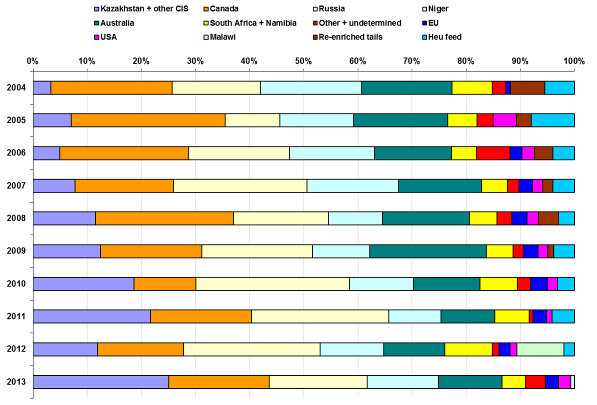 Kazakhstan + other CIS Canada Russia Niger
Australia South Africa + Namibia Other + undetermined EU
USA Malawi Re-enriched tails Heu feed
0% 10% 20% 30% 40% 50% 60% 70% 80% 90% 100%
2004
2005
2006
2007
2008
2009
2010
2011
2012
2013